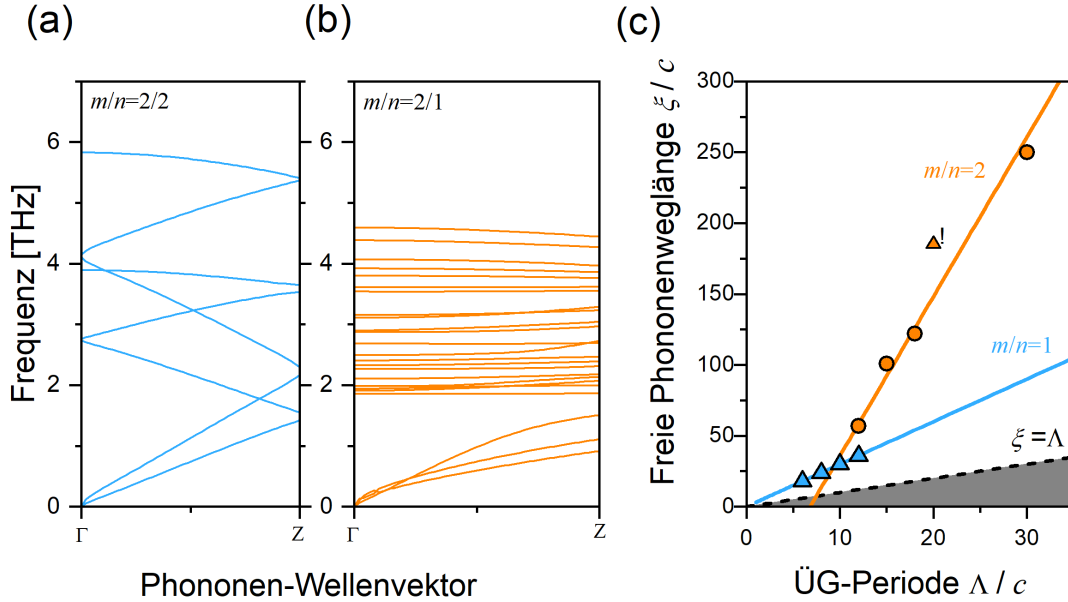 (a)
m/n=2/2
Frequenz [THz]
6
4
2
0
Γ
Z
(b)
m/n=2/1
6
4
2
0
Γ
Z
Phononen-Wellenvektor
(c)
Freie Phononenweglänge ξ / c
300
250
200
150
100
50
0
m/n=2
!
m/n=1
ξ =Λ
0
10
20
30
ÜG-Periode Λ / c